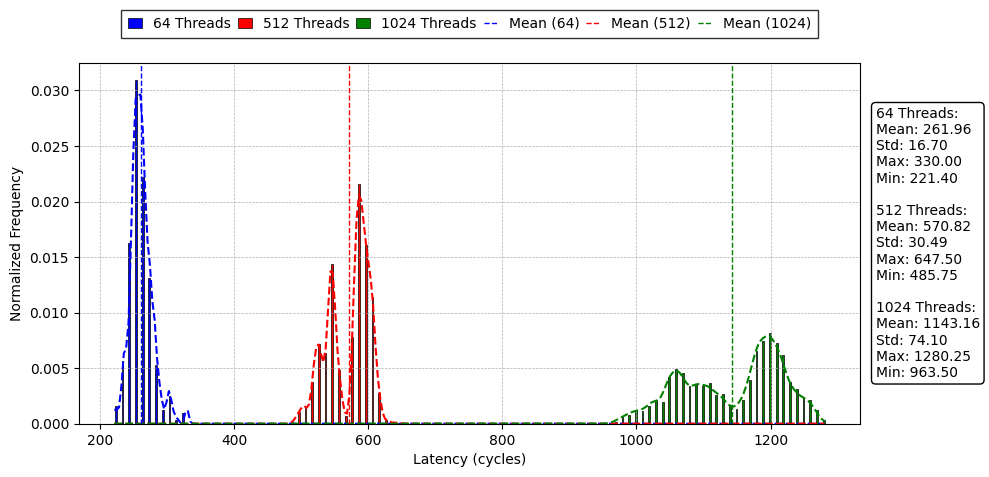 64 Threads 512 Threads 1024 Threads Mean (64) Mean (512) Mean (1024)
0.030
0.025
0.020
0.015
0.010
0.005
0.000
Normalized Frequency
200 400 600 800 1000 1200
Latency (cycles)
64 Threads:
Mean: 261.96
Std: 16.70
Max: 330.00
Min: 221.40
512 Threads:
Mean: 570.82
Std: 30.49
Max: 647.50
Min: 485.75
1024 Threads:
Mean: 1143.16
Std: 74.10
Max: 1280.25
Min: 963.50